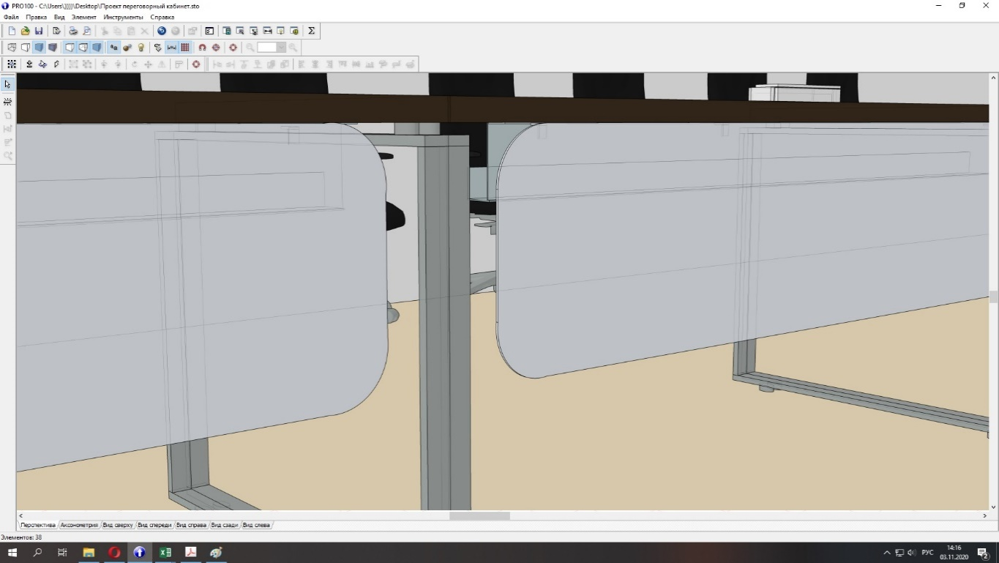 PRO100 - C:\Users\))))\Desktop\Проект переговорный кабинет.sto
Файл Правка Вид Элемент Инструменты Справка
Перспектива Аксонометрия Вид сверху Вид спереди Вид справа Вид сзади Вид слева
Элементов: 38
РУС
14:16
03.11.2020
2